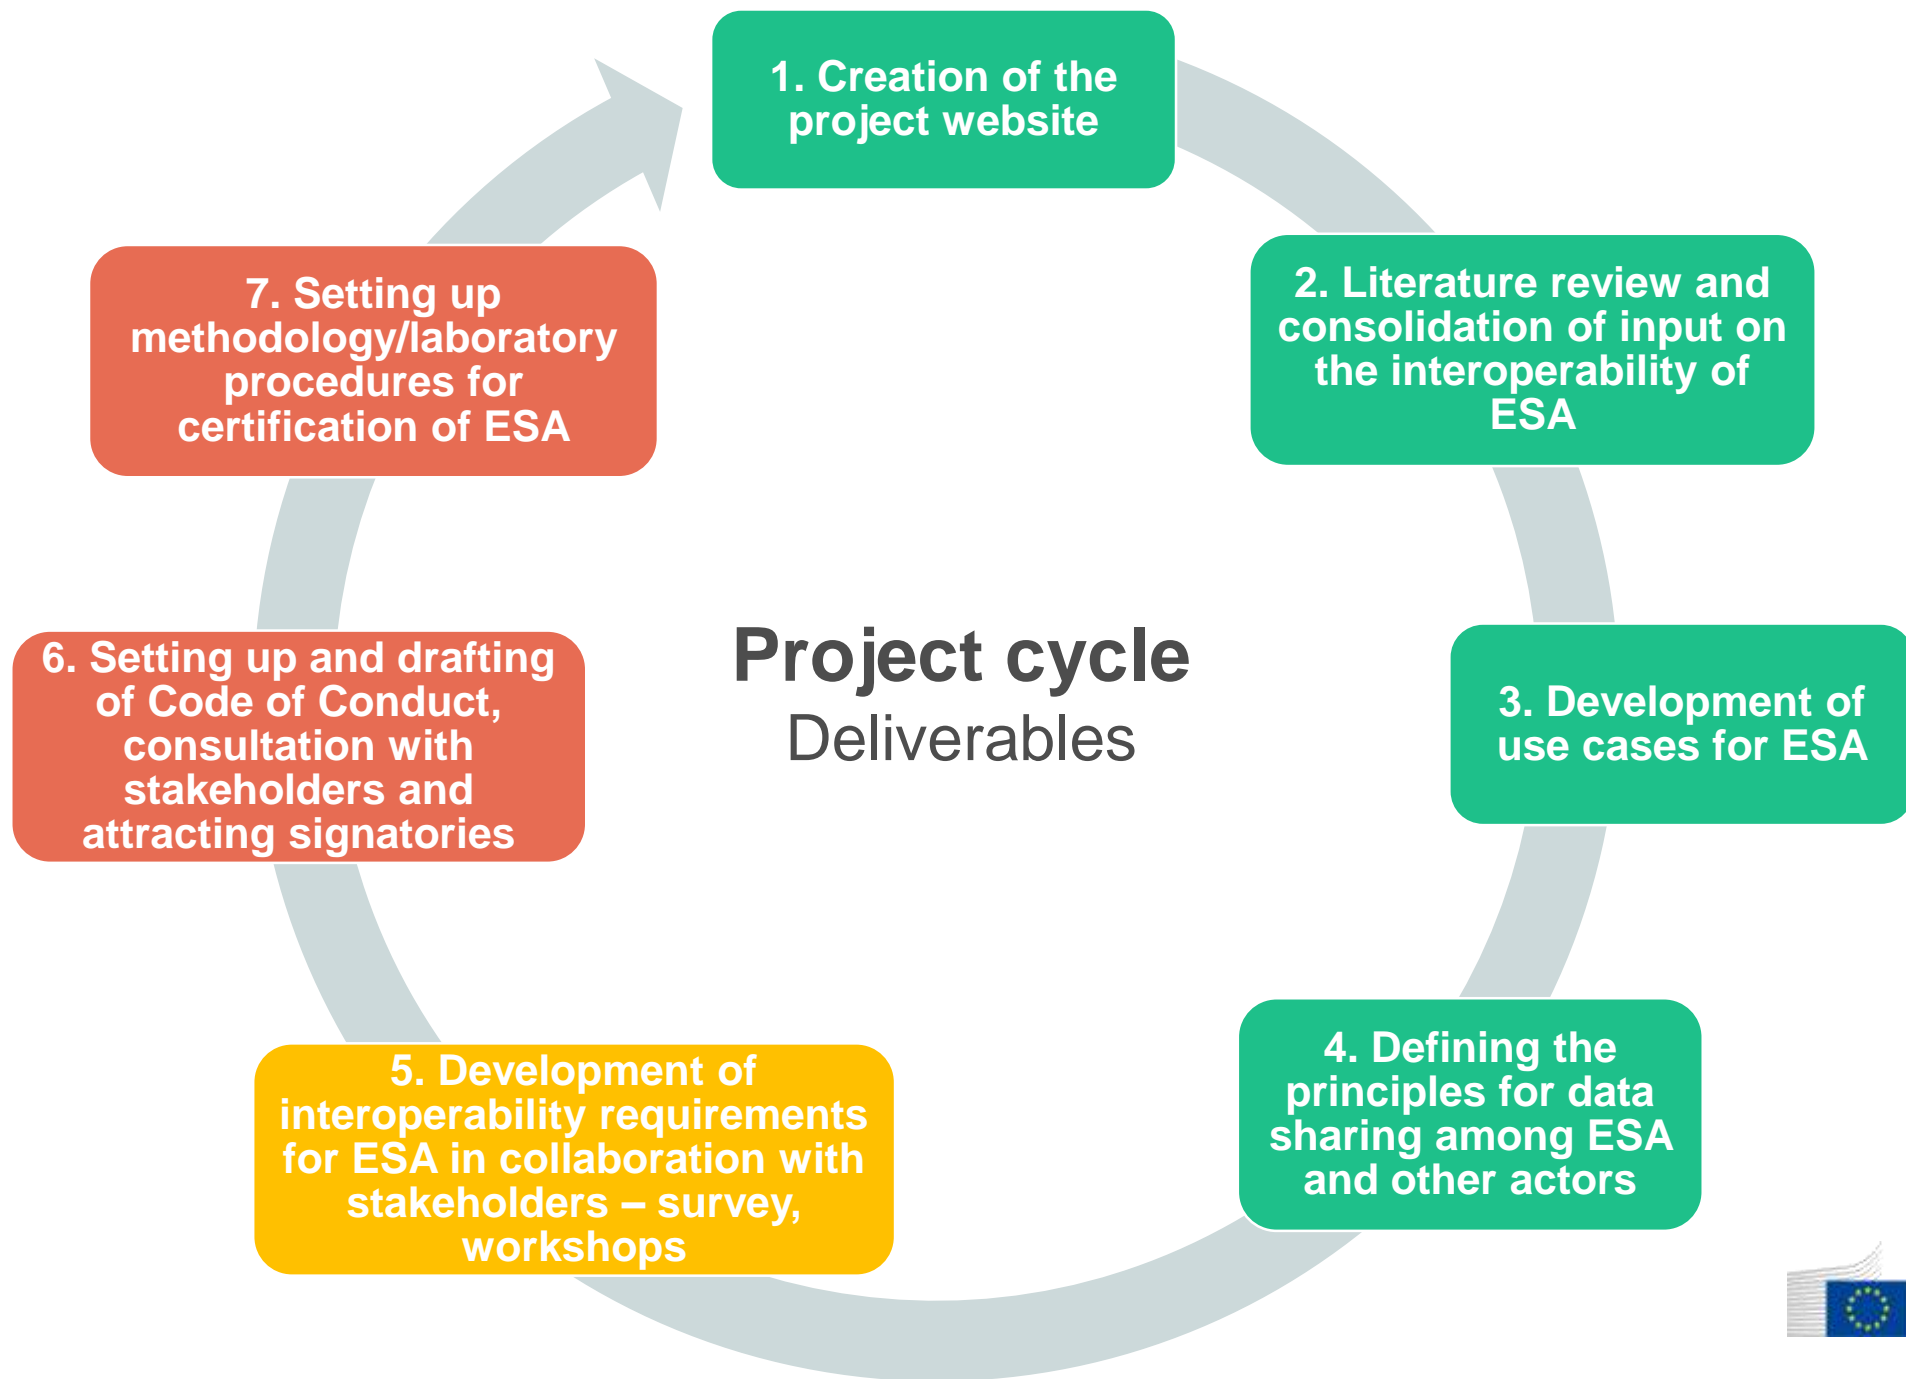 1. Creation of the
project website
2. Literature review and
consolidation of input on
the interoperability of
ESA
3. Development of
use cases for ESA
4. Defining the
principles for data
sharing among ESA
and other actors
5. Development of
interoperability requirements
for ESA in collaboration with
stakeholders – survey,
workshops
6. Setting up and drafting
of Code of Conduct,
consultation with
stakeholders and
attracting signatories
7. Setting up
methodology/laboratory
procedures for
certification of ESA
Project cycle
Deliverables